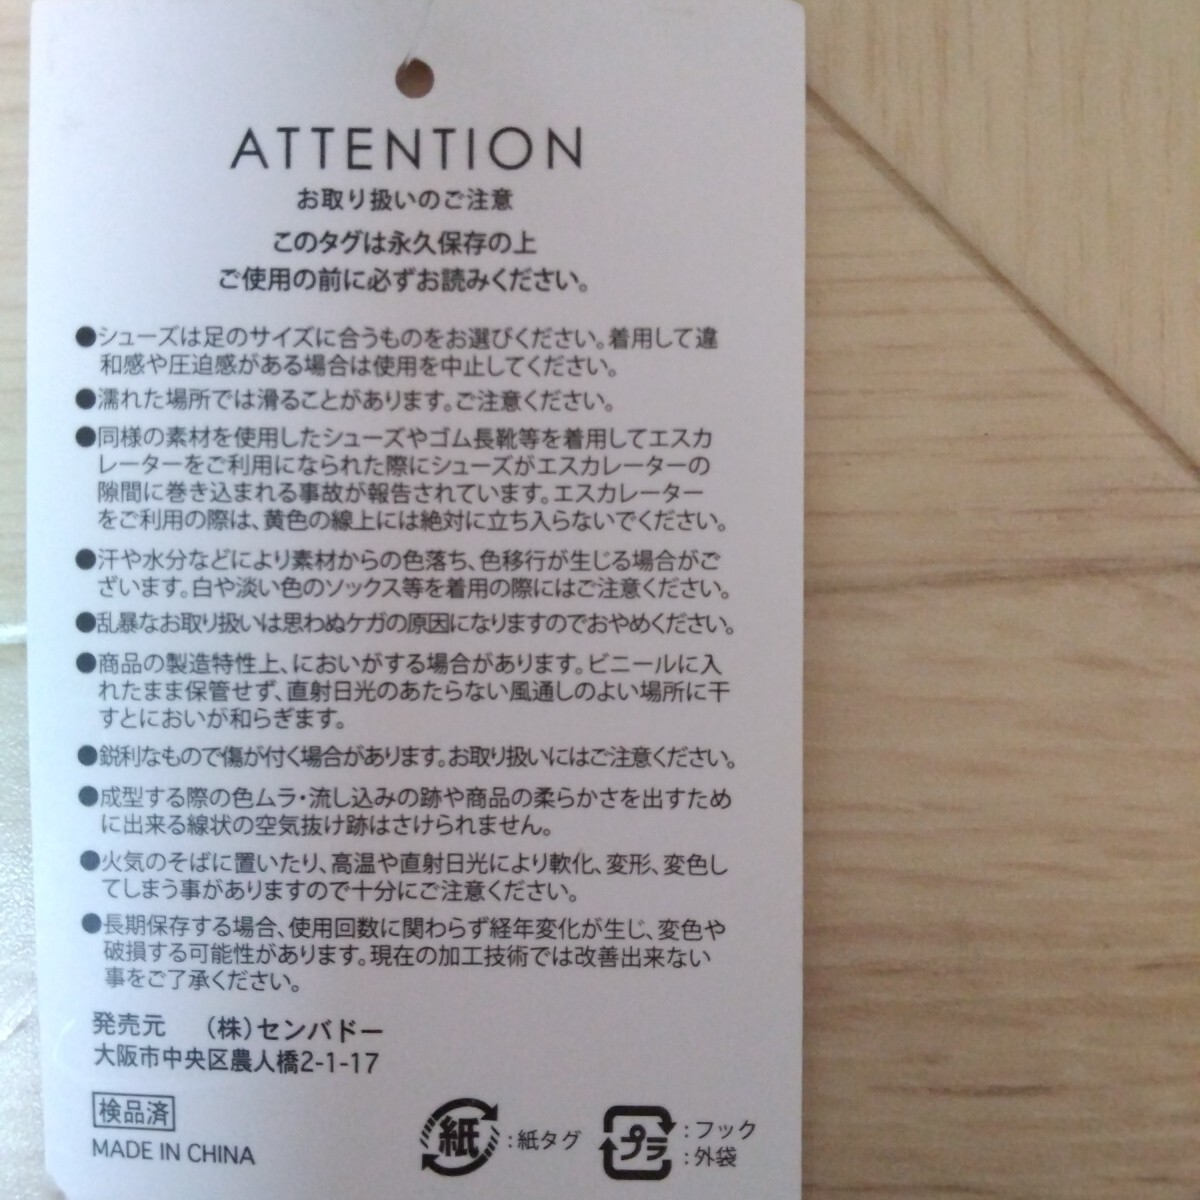 ATTENTION
お取り扱いのご注意
このタグは永久保存の上
ご使用の前に必ずお読みください。
●シューズは足のサイズに合うものをお選びください。着用して違
和感や圧迫感がある場合は使用を中止してください。
●濡れた場所では滑ることがあります。ご注意ください。
●同様の素材を使用したシューズやゴム長靴等を着用してエスカ
レーターをご利用になられた際にシューズがエスカレーターの
隙間に巻き込まれる事故が報告されています。エスカレーター
をご利用の際は、黄色の線上には絶対に立ち入らないでください。
●汗や水分などにより素材からの色落ち、色移行が生じる場合がご
ざいます。白や淡い色のソックス等を着用の際にはご注意ください。
●乱暴なお取り扱いは思わぬケガの原因になりますのでおやめください。
●商品の製造特性上、においがする場合があります。ビニールに入
れたまま保管せず、直射日光のあたらない風通しのよい場所に干
すとにおいが和らぎます。
●鋭利なもので傷が付く場合があります。お取り扱いにはご注意ください。
●成型する際の色ムラ・流し込みの跡や商品の柔らかさを出すため
に出来る線状の空気抜け跡はさけられません。
●火気のそばに置いたり、高温や直射日光により軟化、変形、変色し
てしまう事がありますので十分にご注意ください。
●長期保存する場合、使用回数に関わらず経年変化が生じ、変色や
破損する可能性があります。現在の加工技術では改善出来ない
事をご了承ください。
発売元 （株）センバドー
大阪市中央区農人橋2-1-17
検品済
MADE IN CHINA
紙:紙タグ
プラ:フック
:外袋